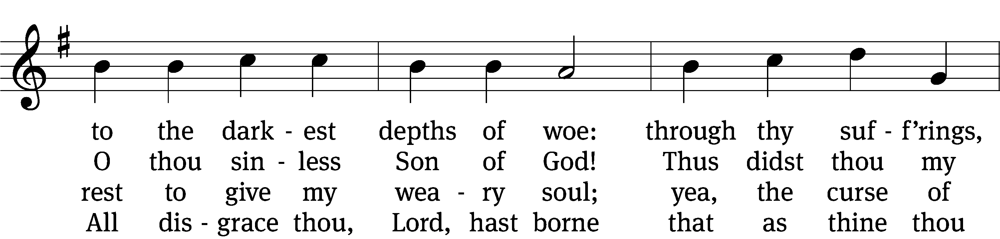 to the dark - est depths of woe: through thy suf - f’rings,
O thou sin - less Son of God! Thus didst thou my
rest to give my wea - ry soul; yea, the curse of
All dis - grace thou, Lord, hast borne that as thine thou